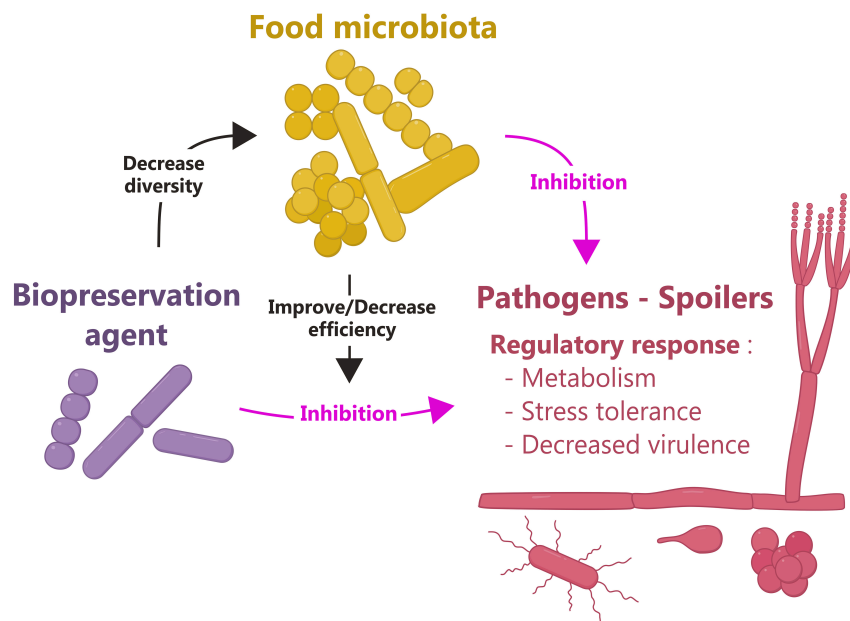 Food microbiota
Decrease
diversity
Inhibition
Biopreservation
agent
Improve/Decrease
efficiency
Inhibition
Pathogens - Spoilers
Regulatory response :
- Metabolism
- Stress tolerance
- Decreased virulence